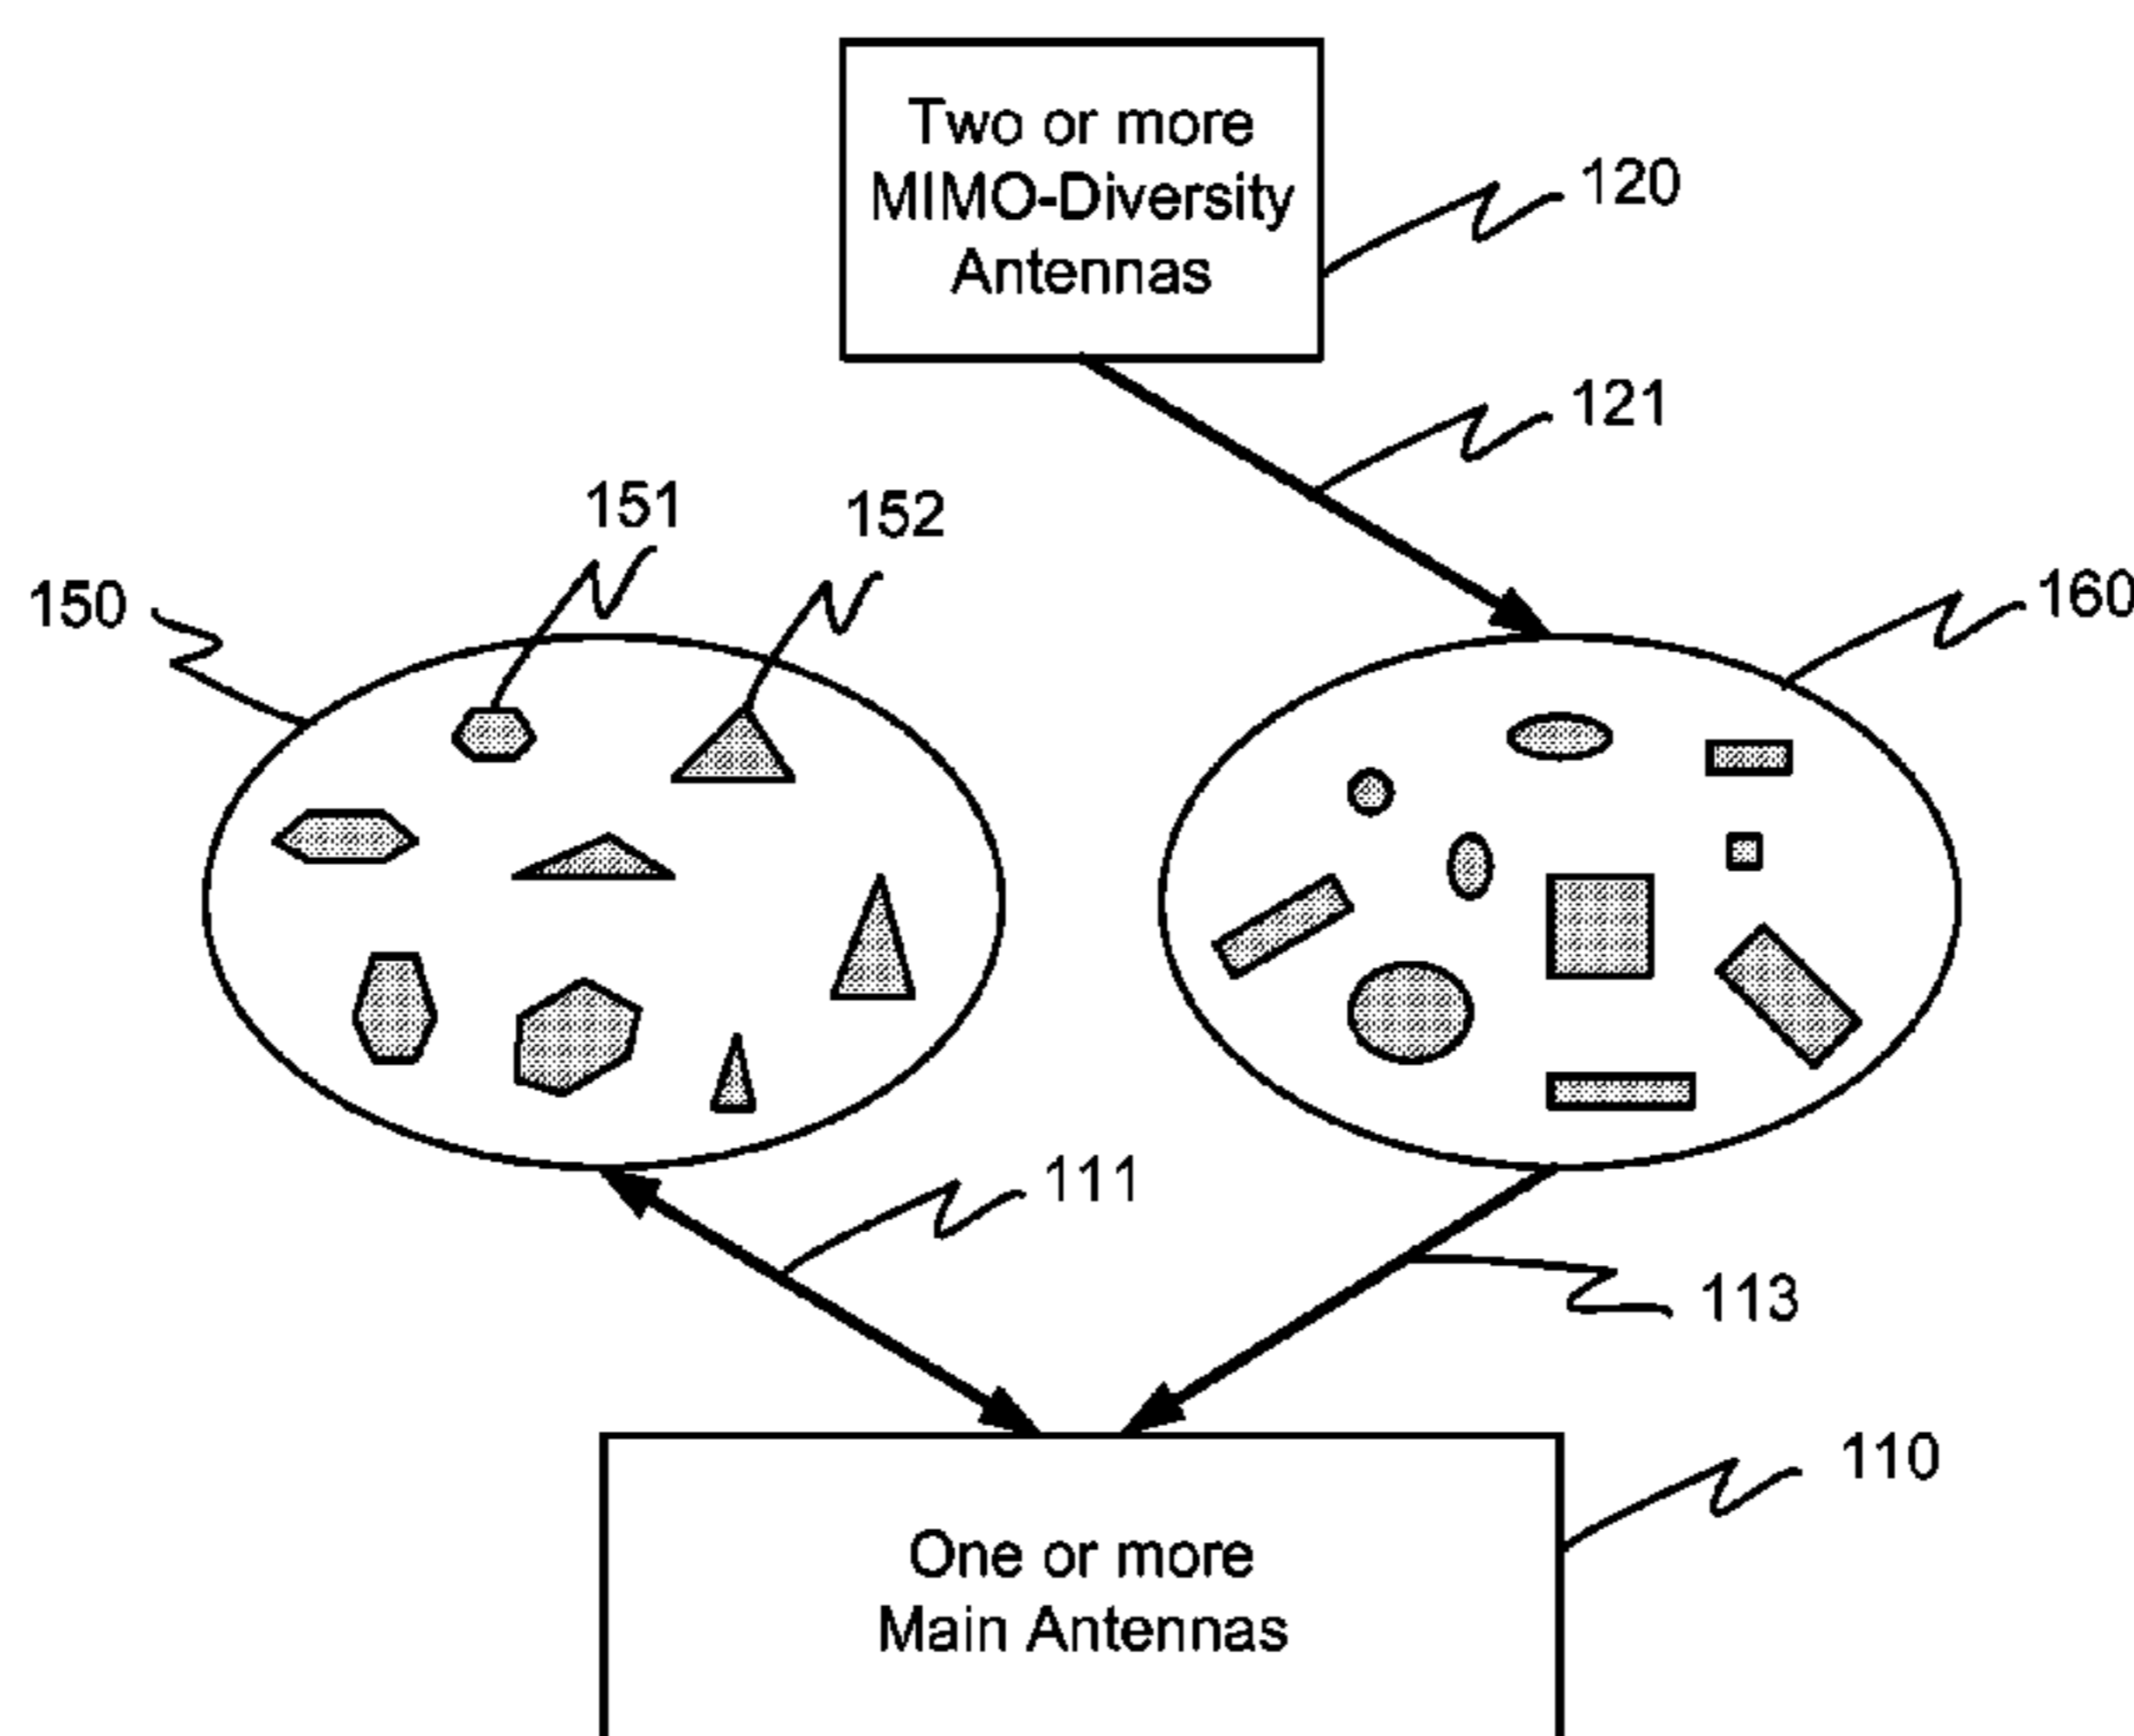 Two or more
MIMO-Diversity
Antennas
120
121
151
152
150
160
111
113
110
One or more
Main Antennas